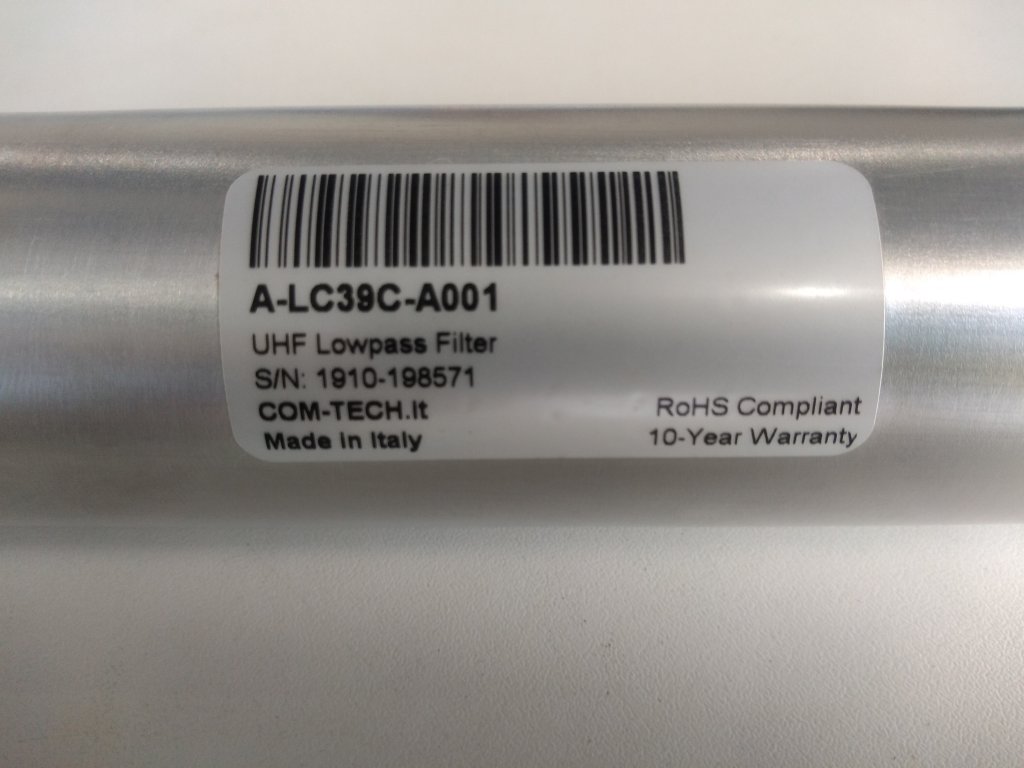 A-LC39C-A001
UHF Lowpass Filter
S/N: 1910-198571
COM-TECH.It
Made in Italy
RoHS Compliant
10-Year Warranty